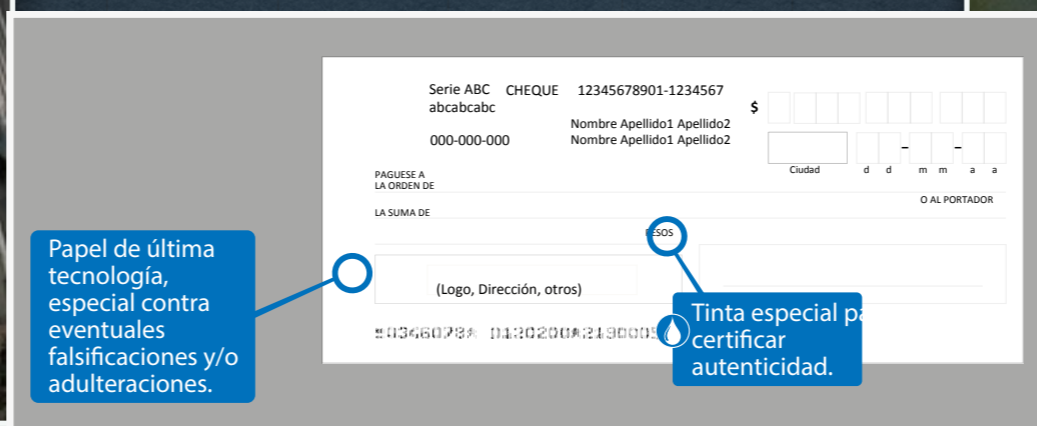 Serie ABC CHEQUE 12345678901-1234567
abcabcabc
$
Nombre Apellido1 Apellido2
000-000-000 Nombre Apellido1 Apellido2
– –
Ciudad d d m m a a
PAGUESE A
LA ORDEN DE
O AL PORTADOR
LA SUMA DE
PESOS
Papel de última
tecnología,
especial contra
eventuales
falsificaciones y/o
adulteraciones.
(Logo, Dirección, otros)
Tinta especial pa
certificar
autenticidad.